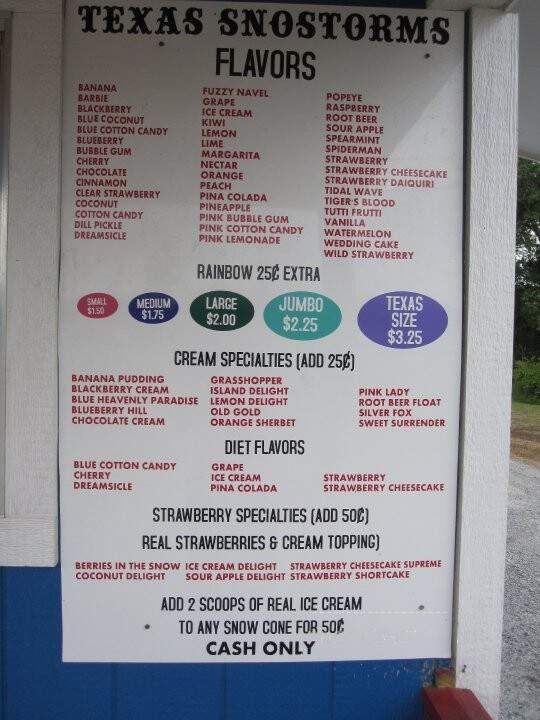 TEXAS SNOSTORMS
FLAVORS
BANANA
BARBIE
BLACKBERRY
BLUE COCONUT
BLUE COTTON CANDY
BLUEBERRY
BUBBLE GUM
CHERRY
CHOCOLATE
CINNAMON
CLEAR STRAWBERRY
COCONUT
COTTON CANDY
DILL PICKLE
DREAMSICLE
FUZZY NAVEL
GRAPE
ICE CREAM
KIWI
LEMON
LIME
MARGARITA
NECTAR
ORANGE
PEACH
PINA COLADA
PINEAPPLE
PINK BUBBLE GUM
PINK COTTON CANDY
PINK LEMONADE
POPEYE
RASPBERRY
ROOT BEER
SOUR APPLE
SPEARMINT
SPIDERMAN
STRAWBERRY
STRAWBERRY CHEESECAKE
STRAWBERRY DAIQUIRI
TIDAL WAVE
TIGER'S BLOOD
TUTTI FRUTTI
VANILLA
WATERMELON
WEDDING CAKE
WILD STRAWBERRY
RAINBOW 25¢ EXTRA
SMALL
$1.50
MEDIUM
$1.75
LARGE
$2.00
JUMBO
$2.25
TEXAS
SIZE
$3.25
CREAM SPECIALTIES (ADD 25¢)
BANANA PUDDING
BLACKBERRY CREAM
BLUE HEAVENLY PARADISE
BLUEBERRY HILL
CHOCOLATE CREAM
GRASSHOPPER
ISLAND DELIGHT
LEMON DELIGHT
OLD GOLD
ORANGE SHERBET
PINK LADY
ROOT BEER FLOAT
SILVER FOX
SWEET SURRENDER
DIET FLAVORS
BLUE COTTON CANDY
CHERRY
DREAMSICLE
GRAPE
ICE CREAM
PINA COLADA
STRAWBERRY
STRAWBERRY CHEESECAKE
STRAWBERRY SPECIALTIES (ADD 50¢)
REAL STRAWBERRIES & CREAM TOPPING)
BERRIES IN THE SNOW ICE CREAM DELIGHT STRAWBERRY CHEESECAKE SUPREME
COCONUT DELIGHT SOUR APPLE DELIGHT STRAWBERRY SHORTCAKE
ADD 2 SCOOPS OF REAL ICE CREAM
TO ANY SNOW CONE FOR 50¢
CASH ONLY